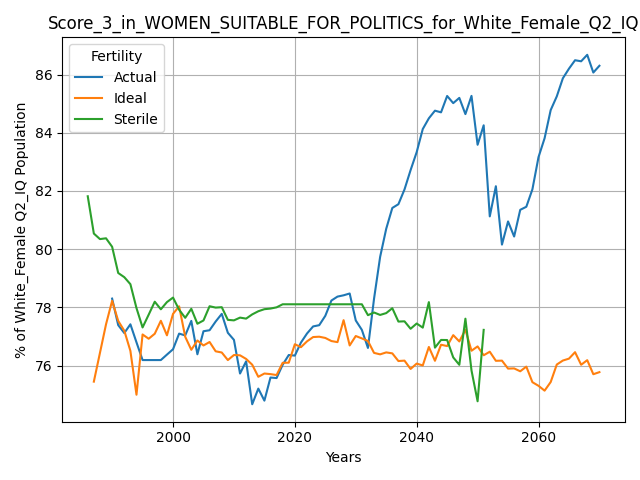 Score_3_in_WOMEN_SUITABLE_FOR_POLITICS_for_White_Female_Q2_IQ
Fertility
Actual
Ideal
Sterile
% of White_Female Q2_IQ Population
86
84
82
80
78
76
2000
2020
2040
2060
Years